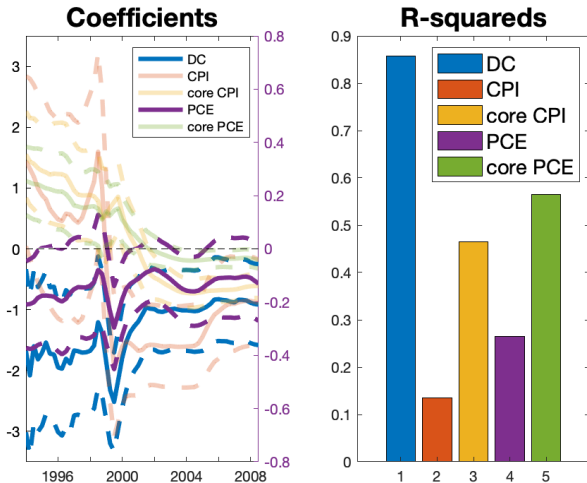 Coefficients
3
2
1
0
-1
-2
-3
0.8
0.6
0.4
0.2
0
-0.2
-0.4
-0.6
-0.8
DC
CPI
core CPI
PCE
core PCE
1996 2000 2004 2008
R-squareds
0.9
0.8
0.7
0.6
0.5
0.4
0.3
0.2
0.1
0
DC
CPI
core CPI
PCE
core PCE
1 2 3 4 5